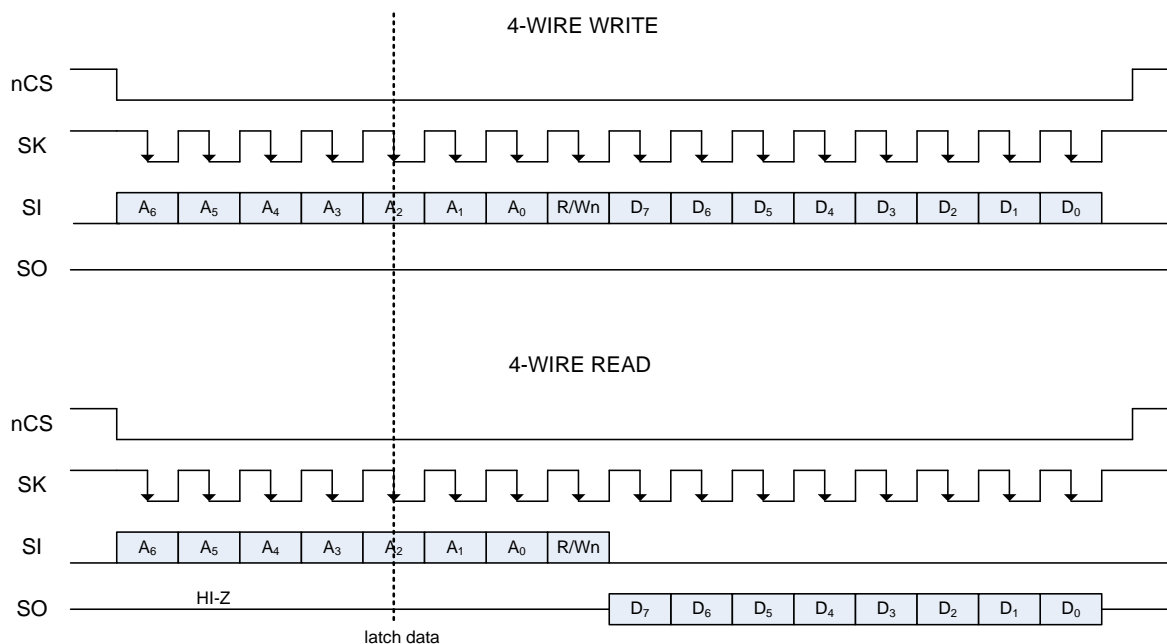 4-WIRE WRITE
nCS
SK
SI A₆ A₅ A₄ A₃ A₂ A₁ A₀ R/Wn D₇ D₆ D₅ D₄ D₃ D₂ D₁ D₀
SO
4-WIRE READ
nCS
SK
SI A₆ A₅ A₄ A₃ A₂ A₁ A₀ R/Wn
SO HI-Z D₇ D₆ D₅ D₄ D₃ D₂ D₁ D₀
latch data